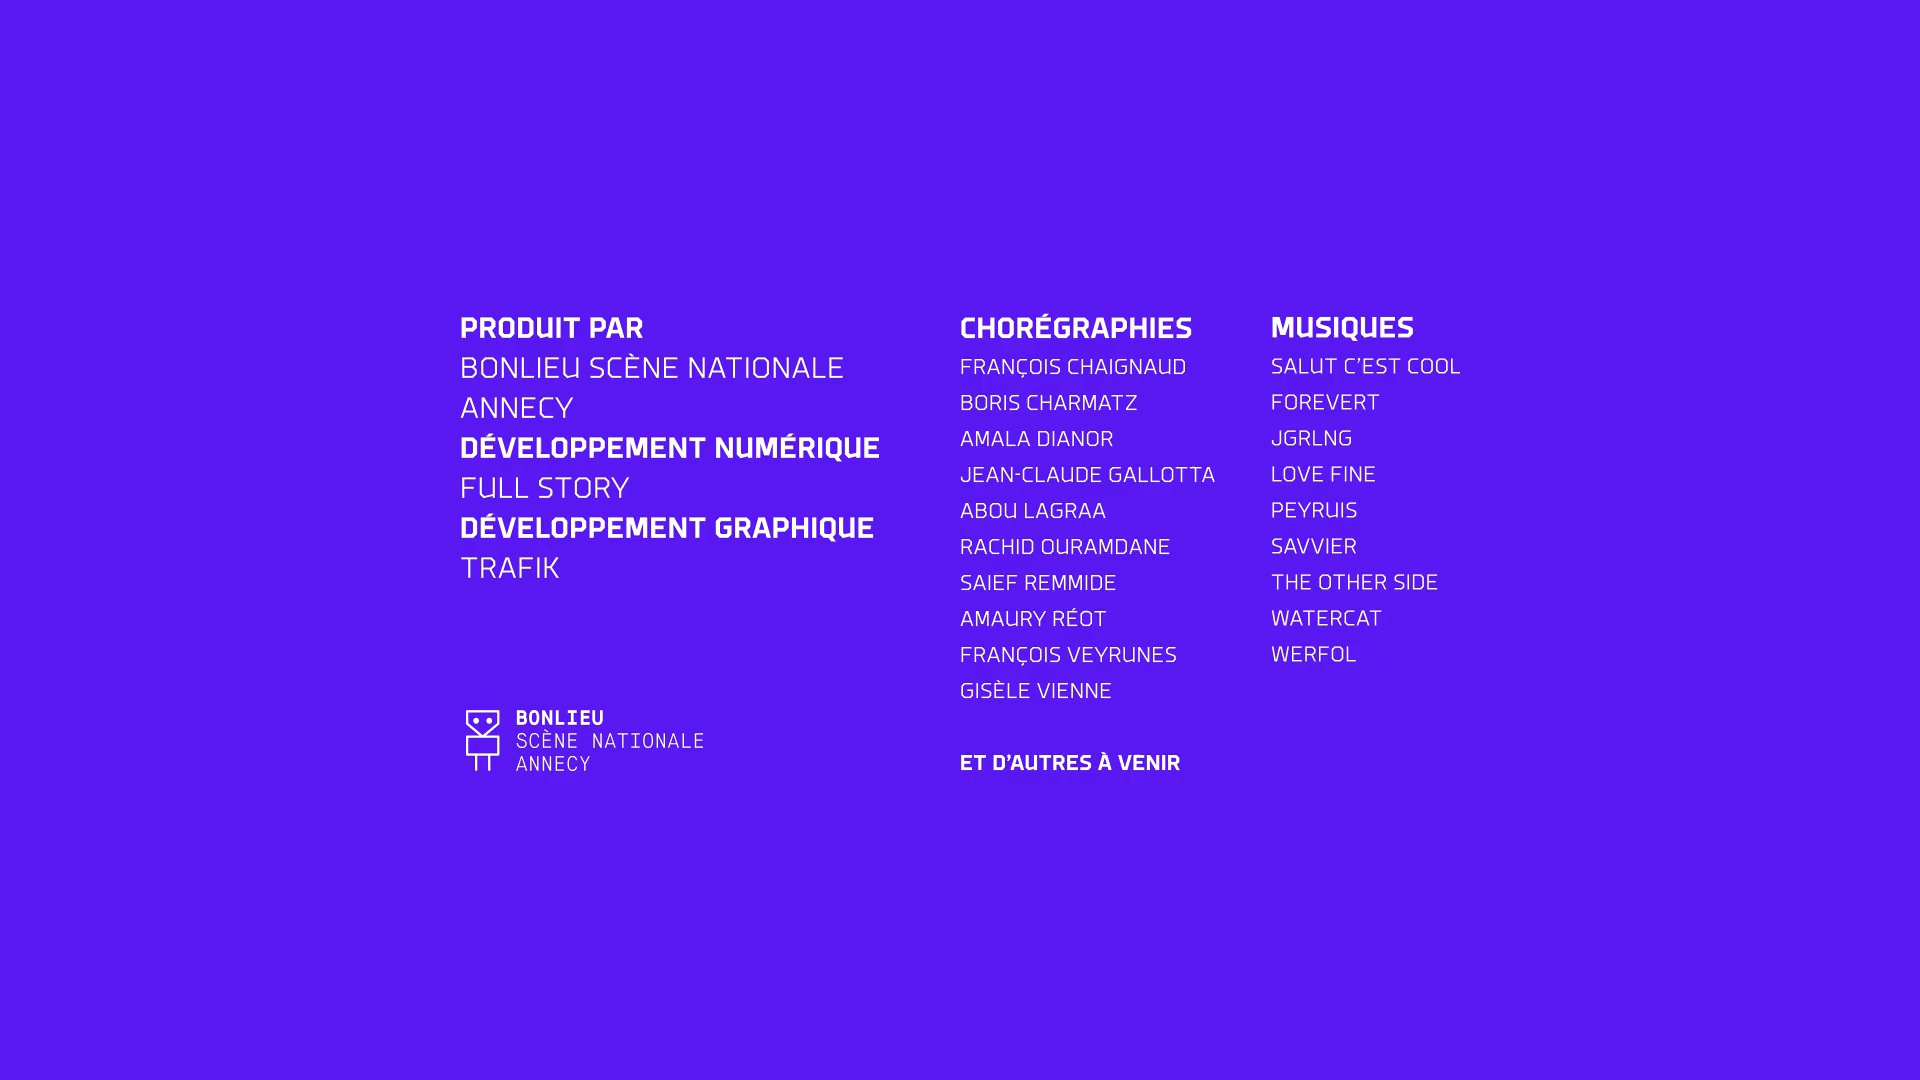 PRODUIT PAR
BONLIEU SCÈNE NATIONALE
ANNECY
DÉVELOPPEMENT NUMÉRIQUE
FULL STORY
DÉVELOPPEMENT GRAPHIQUE
TRAFIK
BONLIEU
SCÈNE NATIONALE
ANNECY
CHORÉGRAPHIES
FRANÇOIS CHAIGNAUD
BORIS CHARMATZ
AMALA DIANOR
JEAN-CLAUDE GALLOTTA
ABOU LAGRAA
RACHID OURAMDANE
SAIEF REMMIDE
AMAURY RÉOT
FRANÇOIS VEYRUNES
GISÈLE VIENNE
ET D’AUTRES À VENIR
MUSIQUES
SALUT C’EST COOL
FOREVERT
JGRLNG
LOVE FINE
PEYRUIS
SAVVIER
THE OTHER SIDE
WATERCAT
WERFOL